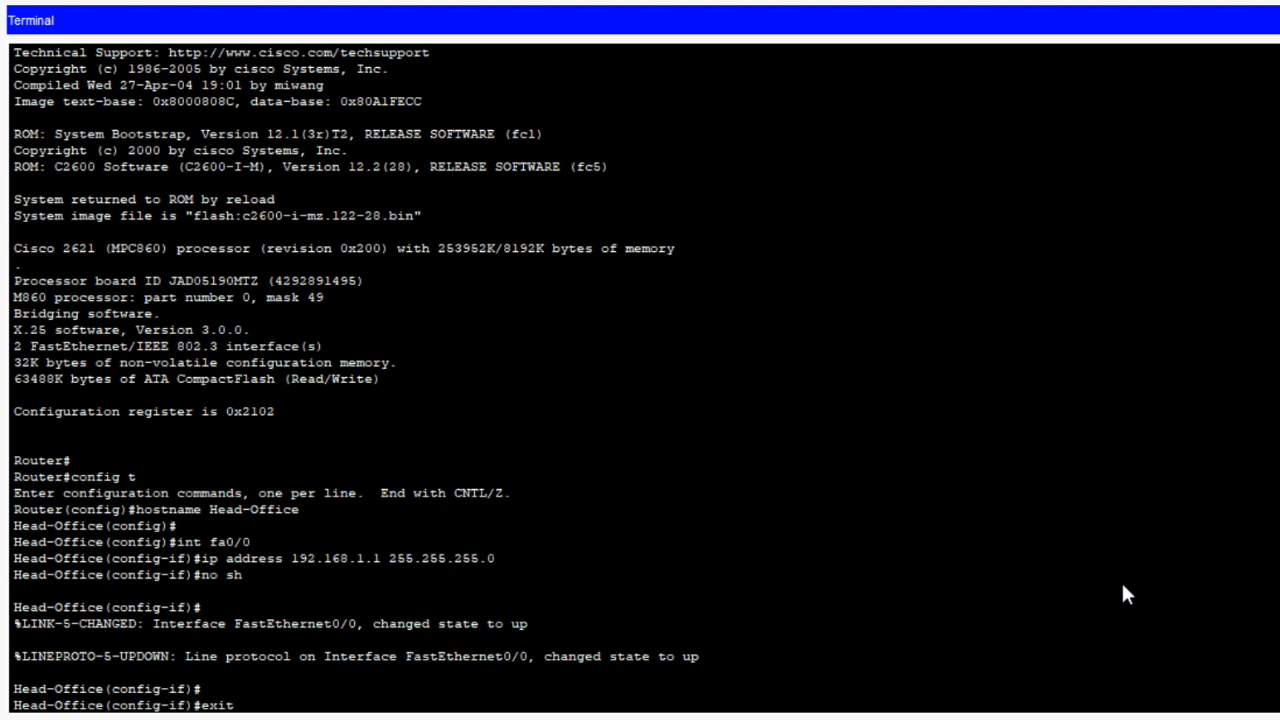 Terminal
Technical Support: http://www.cisco.com/techsupport
Copyright (c) 1986-2005 by cisco Systems, Inc.
Compiled Wed 27-Apr-04 19:01 by miwang
Image text-base: 0x8000808C, data-base: 0x80A1FECC
ROM: System Bootstrap, Version 12.1(3r)T2, RELEASE SOFTWARE (fc1)
Copyright (c) 2000 by cisco Systems, Inc.
ROM: C2600 Software (C2600-I-M), Version 12.2(28), RELEASE SOFTWARE (fc5)
System returned to ROM by reload
System image file is "flash:c2600-i-mz.122-28.bin"
Cisco 2621 (MPC860) processor (revision 0x200) with 253952K/8192K bytes of memory
.
Processor board ID JAD05190MTZ (4292891495)
M860 processor: part number 0, mask 49
Bridging software.
X.25 software, Version 3.0.0.
2 FastEthernet/IEEE 802.3 interface(s)
32K bytes of non-volatile configuration memory.
63488K bytes of ATA CompactFlash (Read/Write)
Configuration register is 0x2102
Router#
Router#config t
Enter configuration commands, one per line.  End with CNTL/Z.
Router(config)#hostname Head-Office
Head-Office(config)#
Head-Office(config)#int fa0/0
Head-Office(config-if)#ip address 192.168.1.1 255.255.255.0
Head-Office(config-if)#no sh
Head-Office(config-if)#
%LINK-5-CHANGED: Interface FastEthernet0/0, changed state to up
%LINEPROTO-5-UPDOWN: Line protocol on Interface FastEthernet0/0, changed state to up
Head-Office(config-if)#
Head-Office(config-if)#exit